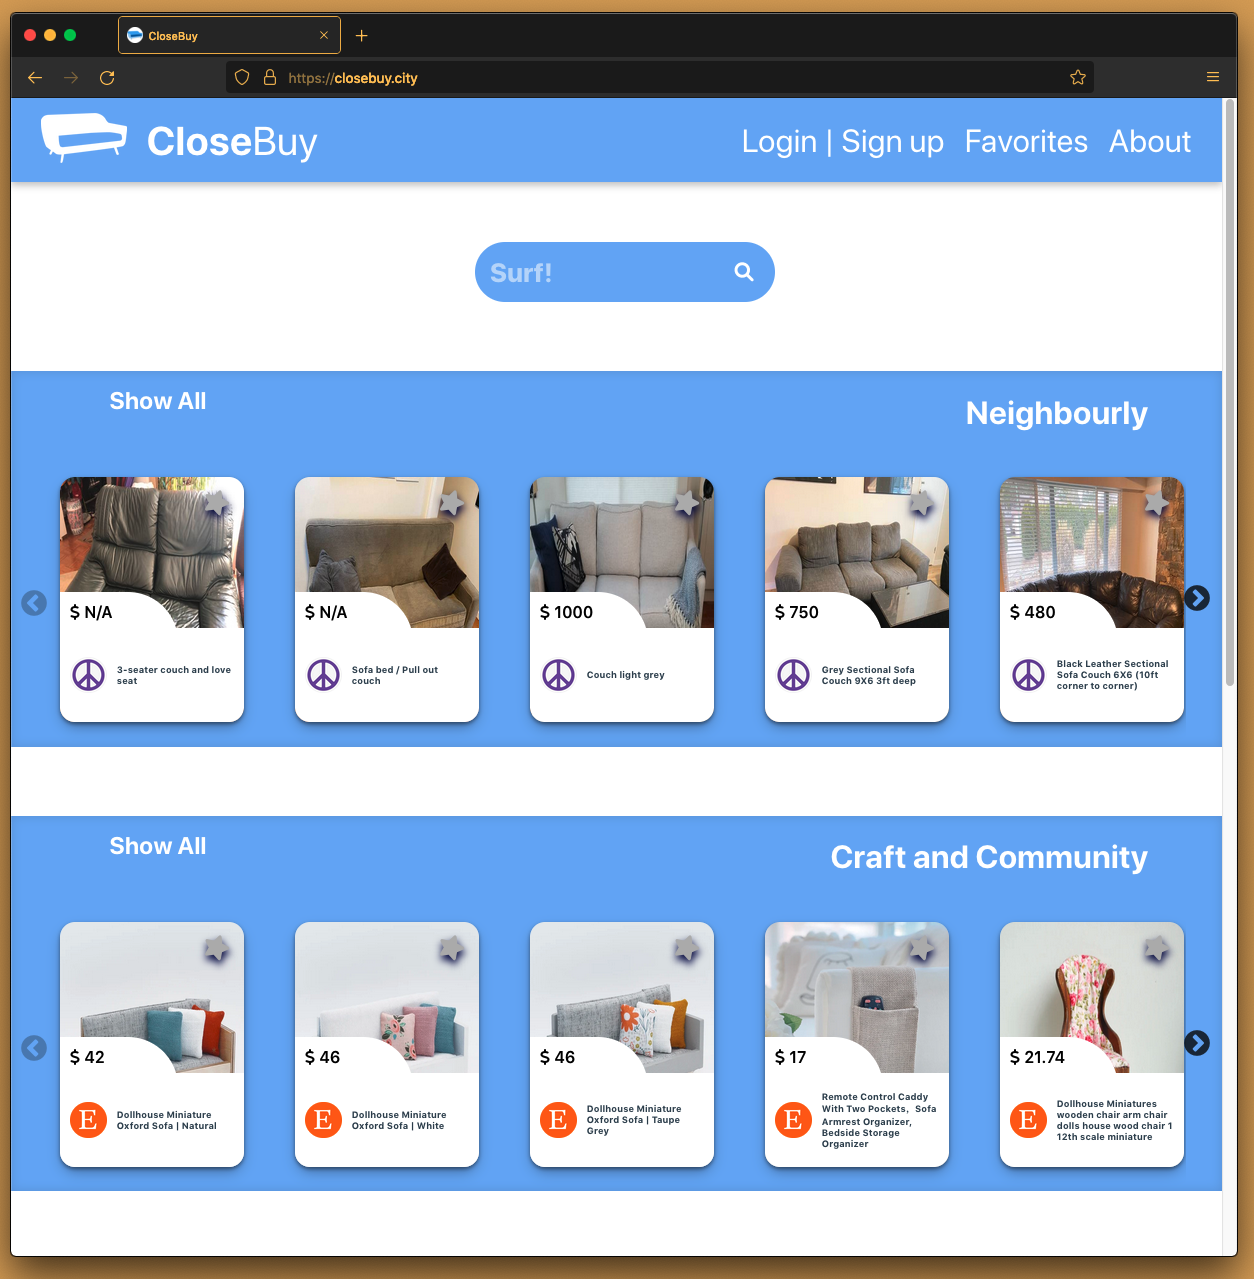 CloseBuy
https://closebuy.city
CloseBuy
Login | Sign up Favorites About
Surf!
Show All
Neighbourly
$ N/A
3-seater couch and love
seat
$ N/A
Sofa bed / Pull out
couch
$ 1000
Couch light grey
$ 750
Grey Sectional Sofa
Couch 9X6 3ft deep
$ 480
Black Leather Sectional
Sofa Couch 6X6 (10ft
corner to corner)
Show All
Craft and Community
$ 42
E
Dollhouse Miniature
Oxford Sofa | Natural
$ 46
E
Dollhouse Miniature
Oxford Sofa | White
$ 46
E
Dollhouse Miniature
Oxford Sofa | Taupe
Grey
$ 17
E
Remote Control Caddy
With Two Pockets, Sofa
Armrest Organizer,
Bedside Storage
Organizer
$ 21.74
E
Dollhouse Miniatures
wooden chair arm chair
dolls house wood chair 1
12th scale miniature